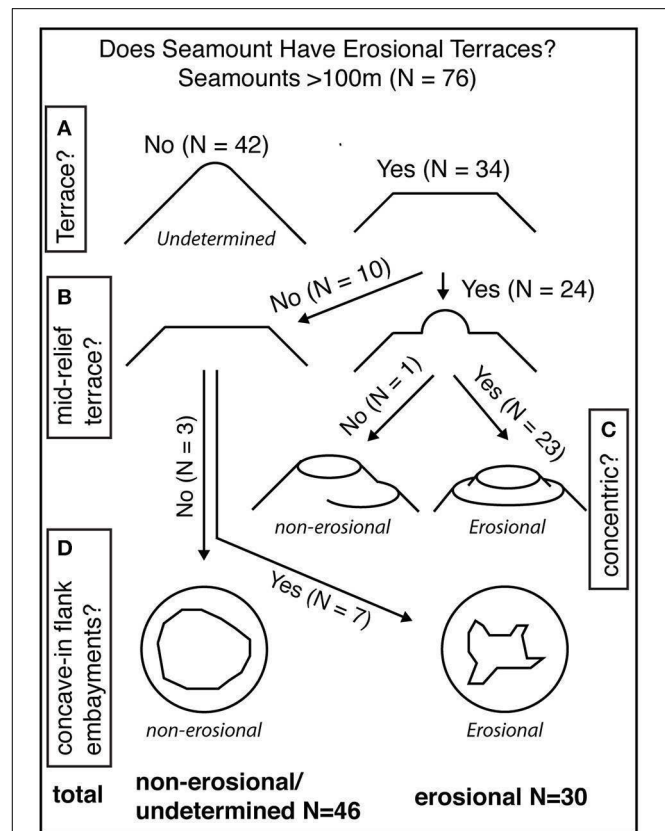 Does Seamount Have Erosional Terraces?
Seamounts >100m (N = 76)
A
Terrace?
No (N = 42)
Yes (N = 34)
Undetermined
B
mid-relief
terrace?
No (N = 10)
Yes (N = 24)
No (N = 1)
Yes (N = 23)
C
concentric?
non-erosional
Erosional
No (N = 3)
Yes (N = 7)
D
concave-in flank
embayments?
non-erosional
Erosional
total
non-erosional/
undetermined N=46
erosional N=30